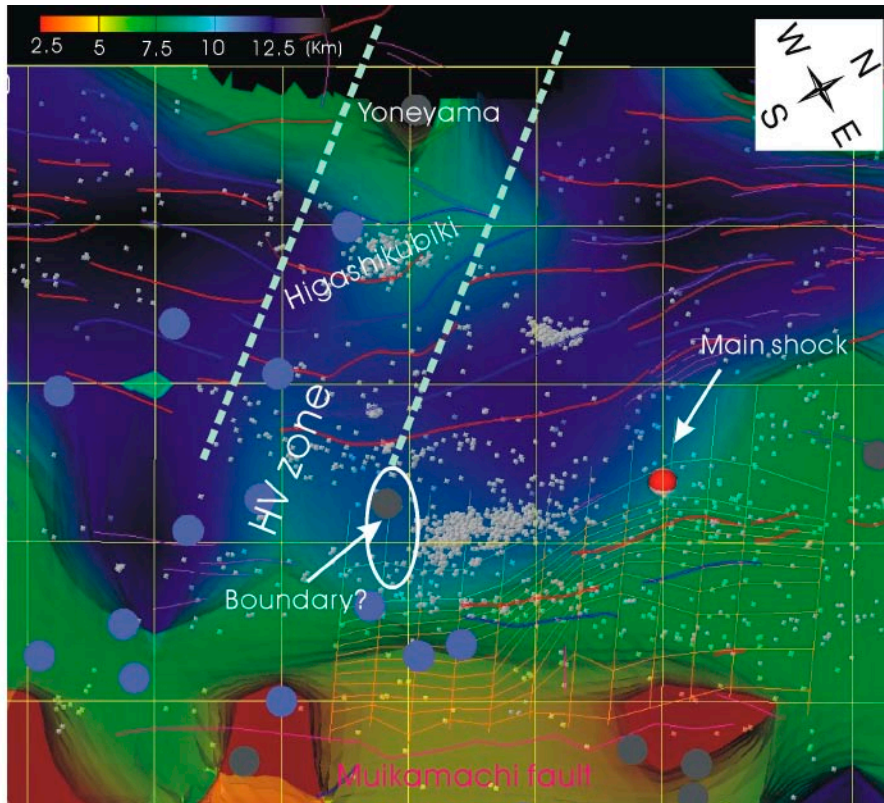 2.5 5 7.5 10 12.5 (Km)
W
N
S
E
Yoneyama
Higashikubiki
Main shock
HV zone
Boundary?
Muikamachi fault